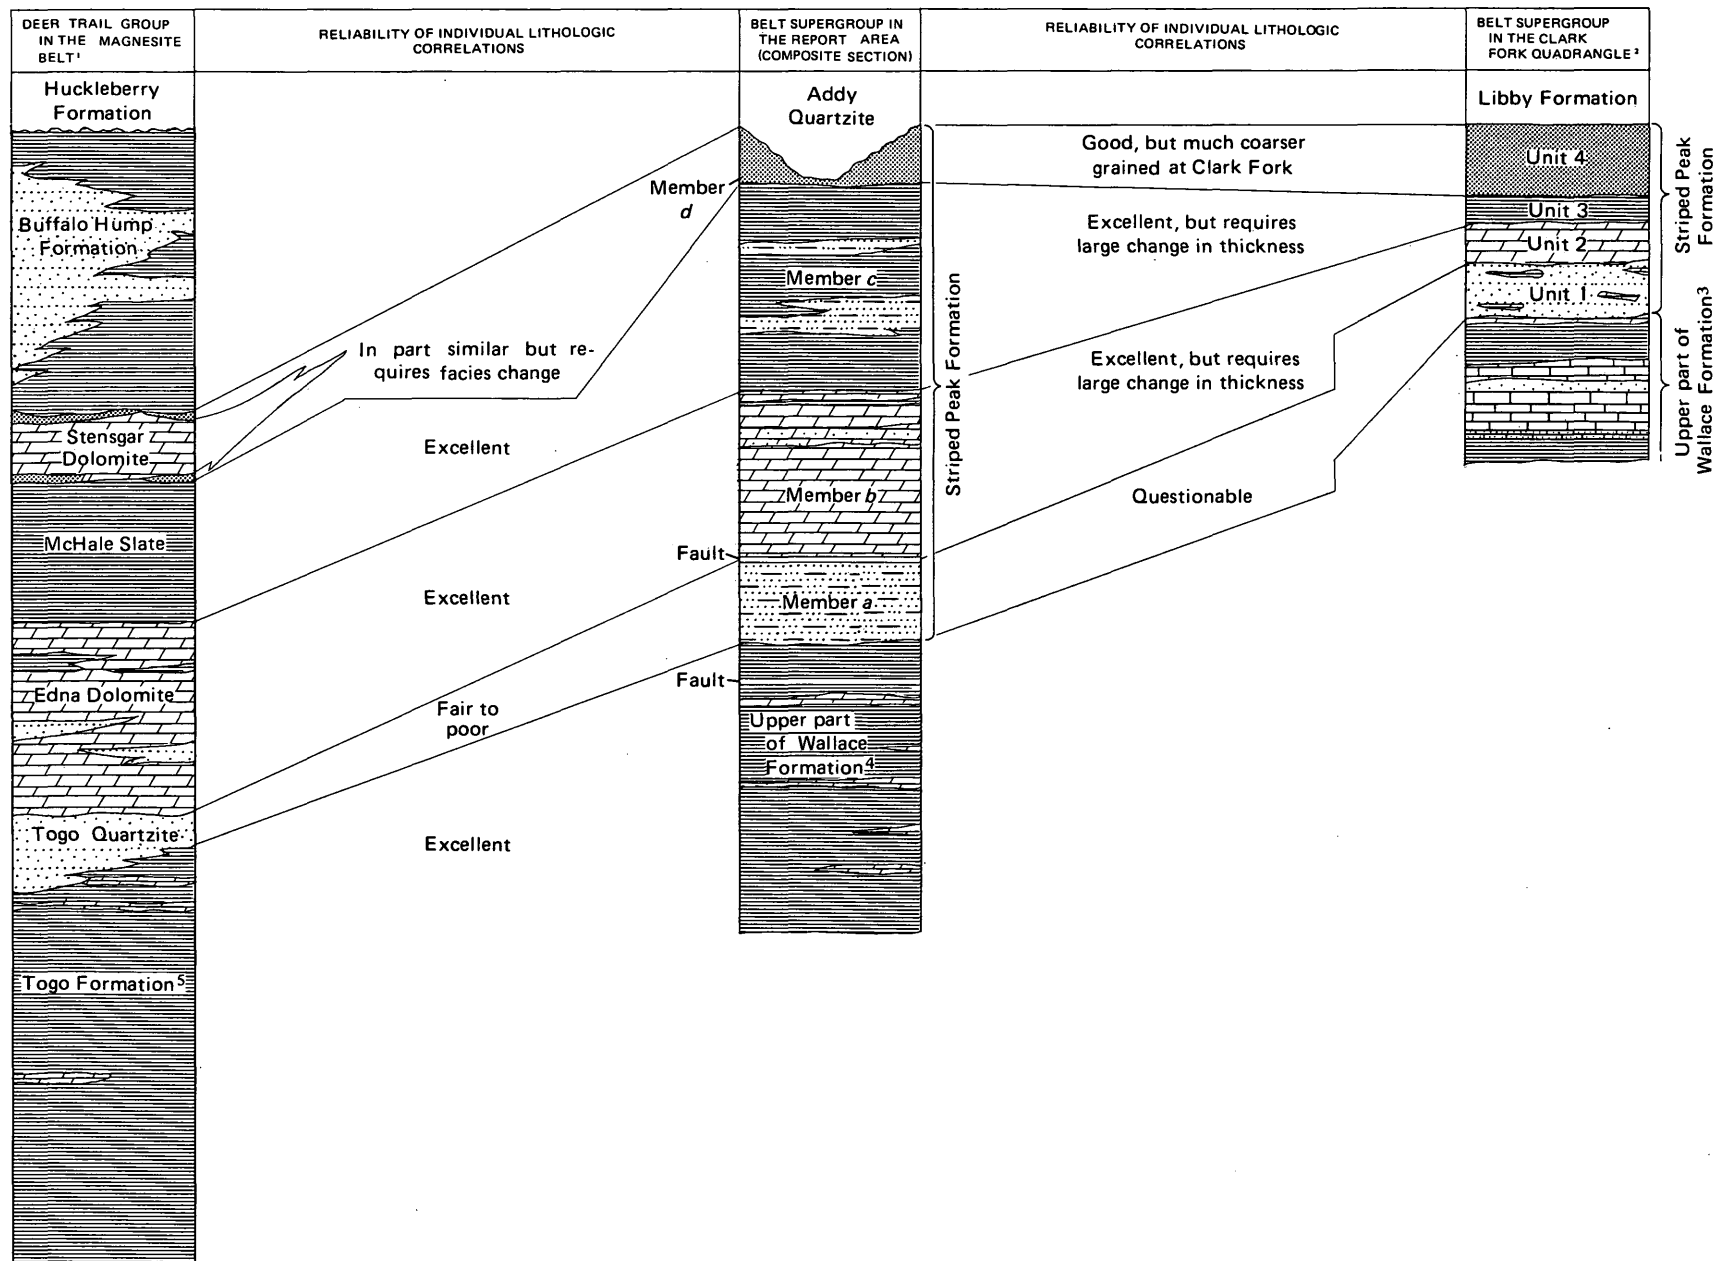 DEER TRAIL GROUP
IN THE MAGNESITE
BELT¹
RELIABILITY OF INDIVIDUAL LITHOLOGIC
CORRELATIONS
BELT SUPERGROUP IN
THE REPORT AREA
(COMPOSITE SECTION)
RELIABILITY OF INDIVIDUAL LITHOLOGIC
CORRELATIONS
BELT SUPERGROUP
IN THE CLARK
FORK QUADRANGLE²
Huckleberry
Formation
Buffalo Hump
Formation
Stensgar
Dolomite
McHale Slate
Edna Dolomite
Togo Quartzite
Togo Formation⁵
In part similar but re-
quires facies change
Excellent
Excellent
Fair to
poor
Excellent
Addy
Quartzite
Member
d
Member c
Member b
Fault
Member a
Fault
Upper part
of Wallace
Formation⁴
Striped Peak Formation
Good, but much coarser
grained at Clark Fork
Excellent, but requires
large change in thickness
Excellent, but requires
large change in thickness
Questionable
Libby Formation
Unit 4
Unit 3
Unit 2
Unit 1
Striped Peak
Formation
Upper part of
Wallace Formation³